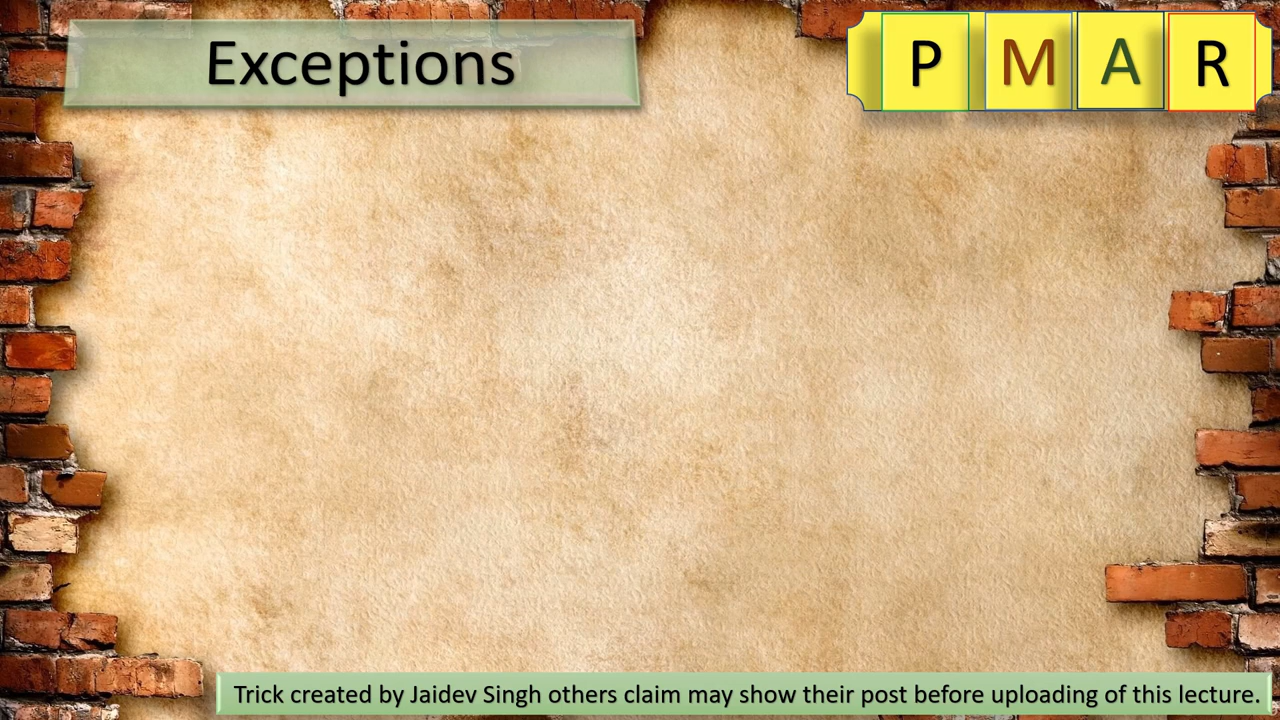 Exceptions
P M A R
Trick created by Jaidev Singh others claim may show their post before uploading of this lecture.